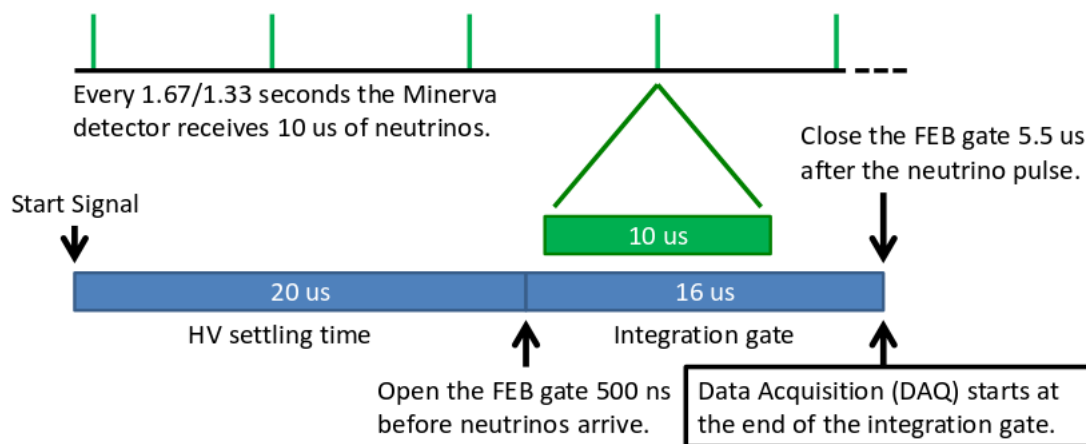 Every 1.67/1.33 seconds the Minerva
detector receives 10 us of neutrinos.
Close the FEB gate 5.5 us
after the neutrino pulse.
Start Signal
10 us
20 us
16 us
HV settling time
Integration gate
Open the FEB gate 500 ns
before neutrinos arrive.
Data Acquisition (DAQ) starts at
the end of the integration gate.